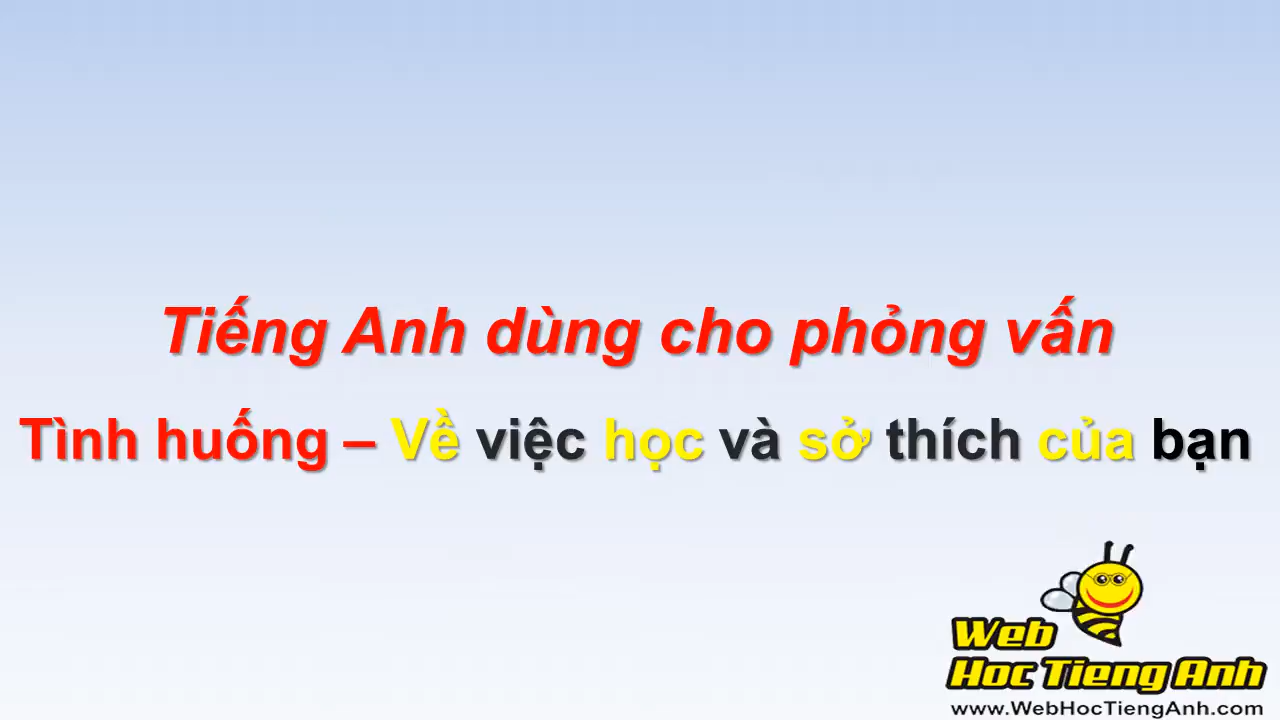 Tiếng Anh dùng cho phỏng vấn
Tình huống – Về việc học và sở thích của bạn
Web
Hoc Tieng Anh
www.WebHocTiengAnh.com